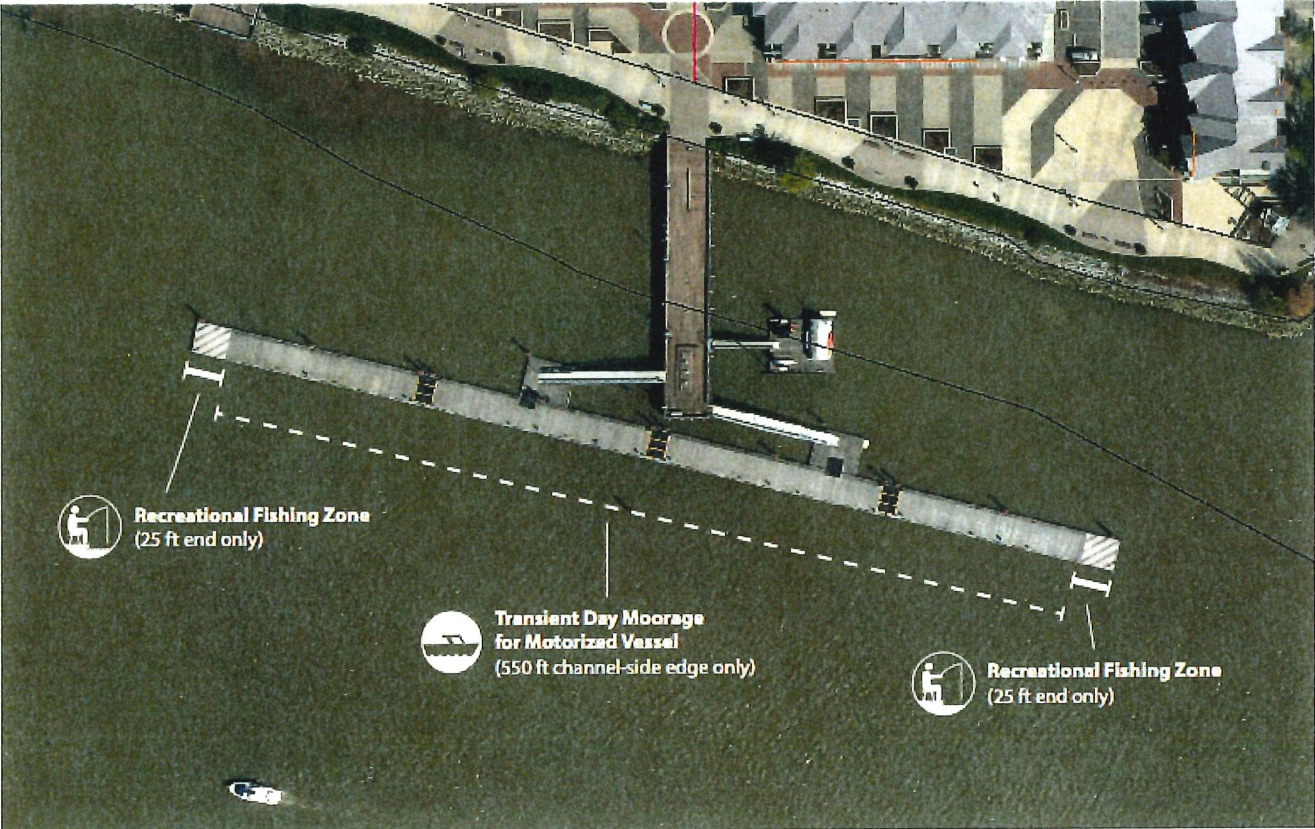 Recreational Fishing Zone
(25 ft end only)
Transient Day Moorage
for Motorized Vessel
(550 ft channel-side edge only)
Recreational Fishing Zone
(25 ft end only)